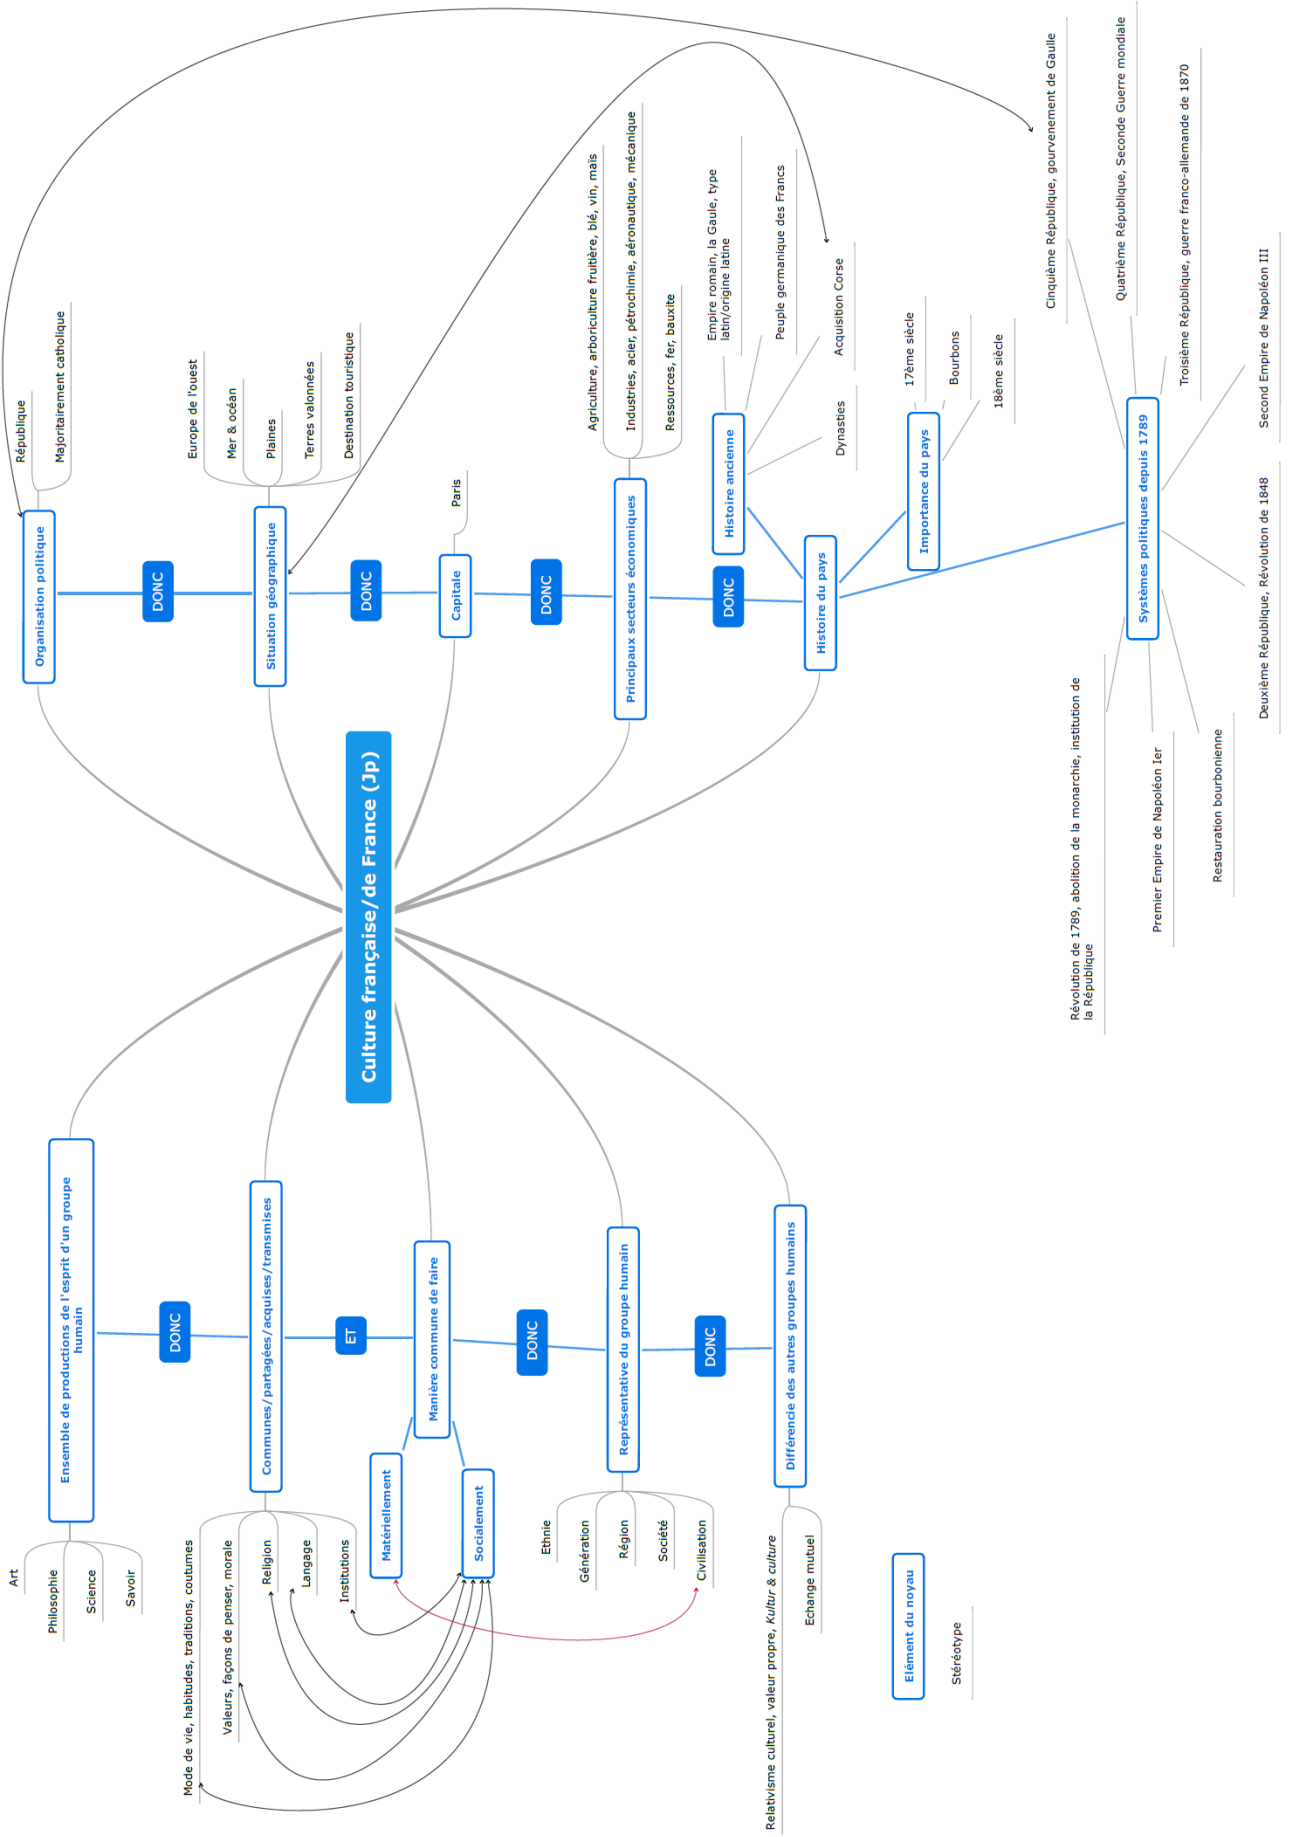 Culture française/de France (Jp)
Ensemble de productions de l'esprit d'un groupe
humain
Art
Philosophie
Science
Savoir
DONC
Communes/partagées/acquises/transmises
Mode de vie, habitudes, traditions, coutumes
Valeurs, façons de penser, morale
Religion
Langage
Institutions
ET
Manière commune de faire
Matériellement
Socialement
DONC
Représentative du groupe humain
Ethnie
Génération
Région
Société
Civilisation
DONC
Différencie des autres groupes humains
Relativisme culturel, valeur propre, Kultur & culture
Echange mutuel
Elément du noyau
Stéréotype
Organisation politique
République
Majoritairement catholique
DONC
Situation géographique
Europe de l'ouest
Mer & océan
Plaines
Terres valonnées
Destination touristique
DONC
Capitale
Paris
DONC
Principaux secteurs économiques
Agriculture, arboriculture fruitière, blé, vin, maïs
Industries, acier, pétrochimie, aéronautique, mécanique
Ressources, fer, bauxite
DONC
Histoire du pays
Histoire ancienne
Empire romain, la Gaule, type
latin/origine latine
Peuple germanique des Francs
Acquisition Corse
Dynasties
Importance du pays
17ème siècle
Bourbons
18ème siècle
Systèmes politiques depuis 1789
Cinquième République, gourvenement de Gaulle
Quatrième République, Seconde Guerre mondiale
Troisième République, guerre franco-allemande de 1870
Second Empire de Napoléon III
Deuxième République, Révolution de 1848
Révolution de 1789, abolition de la monarchie, institution de
la République
Premier Empire de Napoléon Ier
Restauration bourbonienne